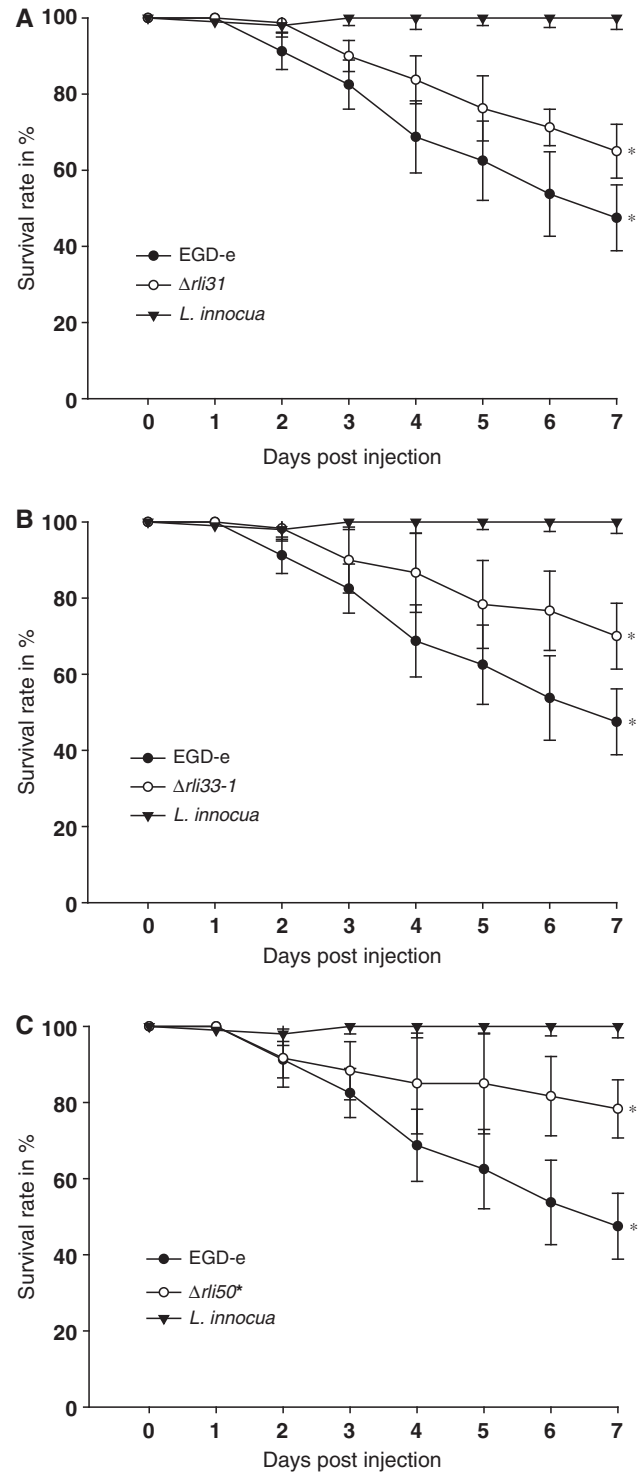 A
100
80
60
40
20
0
Survival rate in %
EGD-e
Δrli31
L. innocua
*
*
0 1 2 3 4 5 6 7
Days post injection
B
100
80
60
40
20
0
Survival rate in %
EGD-e
Δrli33-1
L. innocua
*
*
0 1 2 3 4 5 6 7
Days post injection
C
100
80
60
40
20
0
Survival rate in %
EGD-e
Δrli50*
L. innocua
*
*
0 1 2 3 4 5 6 7
Days post injection